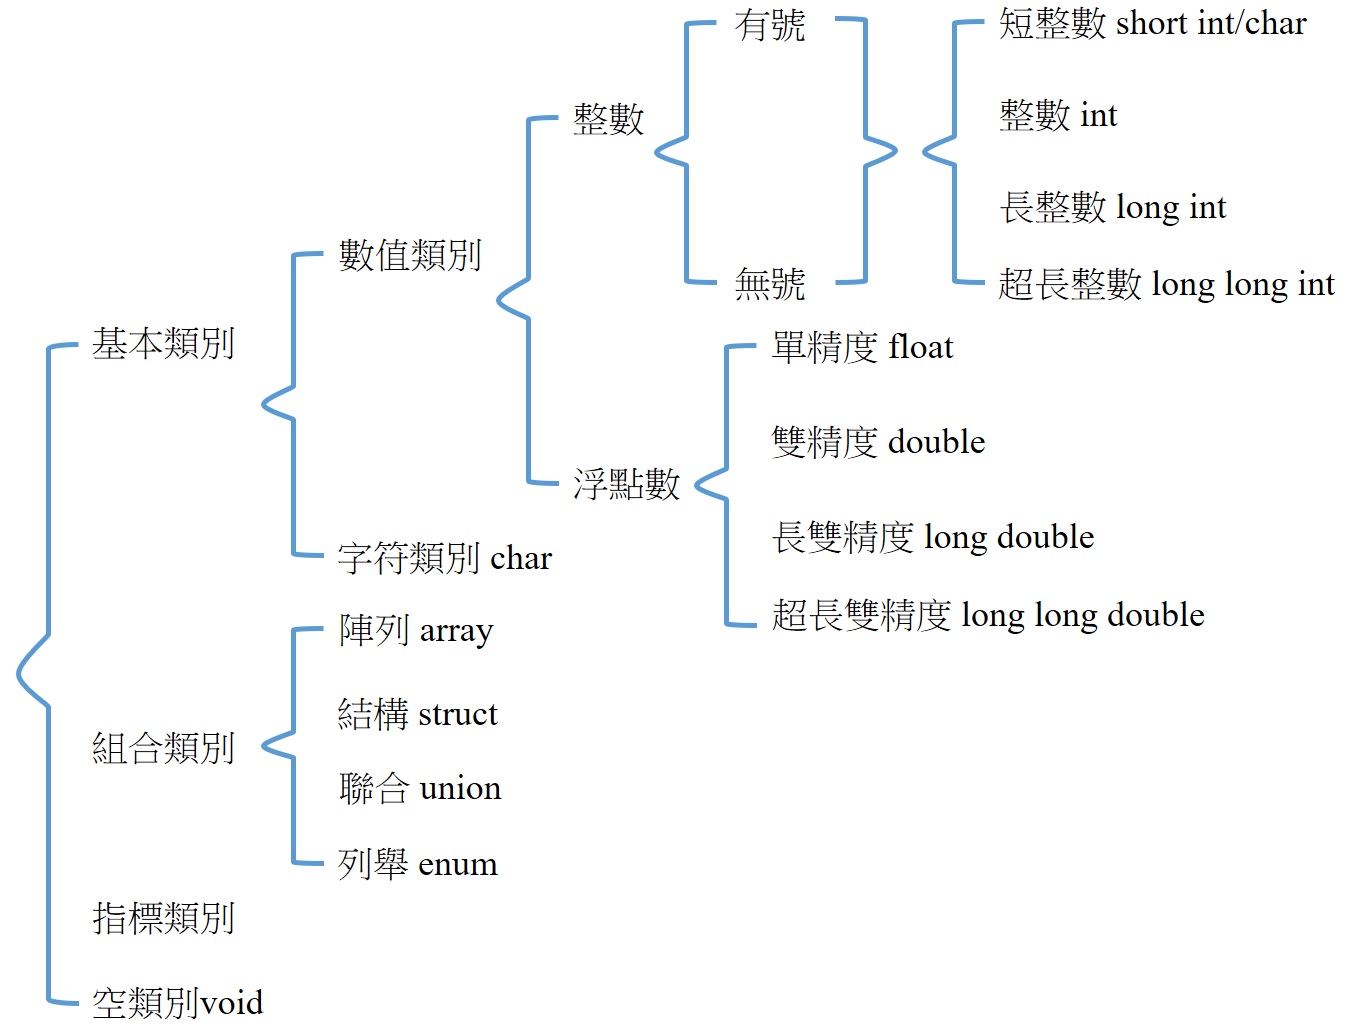 基本類別
數值類別
整數
有號
無號
短整數 short int/char
整數 int
長整數 long int
超長整數 long long int
浮點數
單精度 float
雙精度 double
長雙精度 long double
超長雙精度 long long double
字符類別 char
組合類別
陣列 array
結構 struct
聯合 union
列舉 enum
指標類別
空類別void